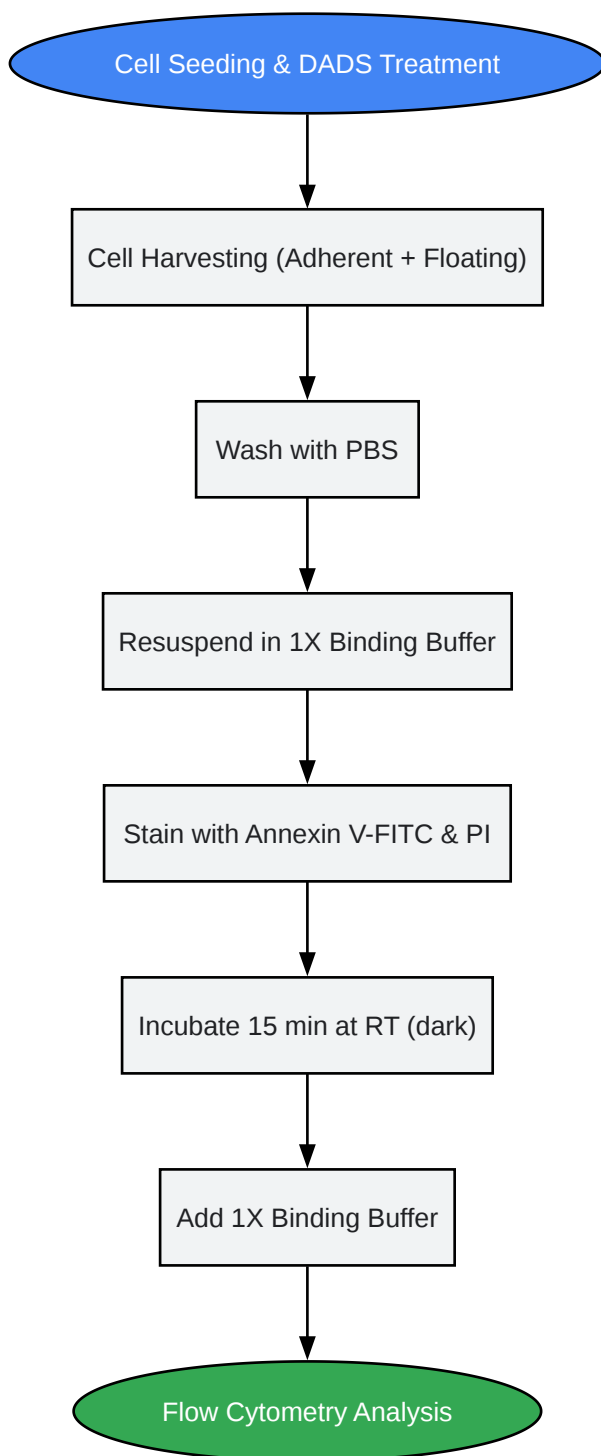 Cell Seeding & DADS Treatment
Cell Harvesting (Adherent + Floating)
Wash with PBS
Resuspend in 1X Binding Buffer
Stain with Annexin V-FITC & PI
Incubate 15 min at RT (dark)
Add 1X Binding Buffer
Flow Cytometry Analysis